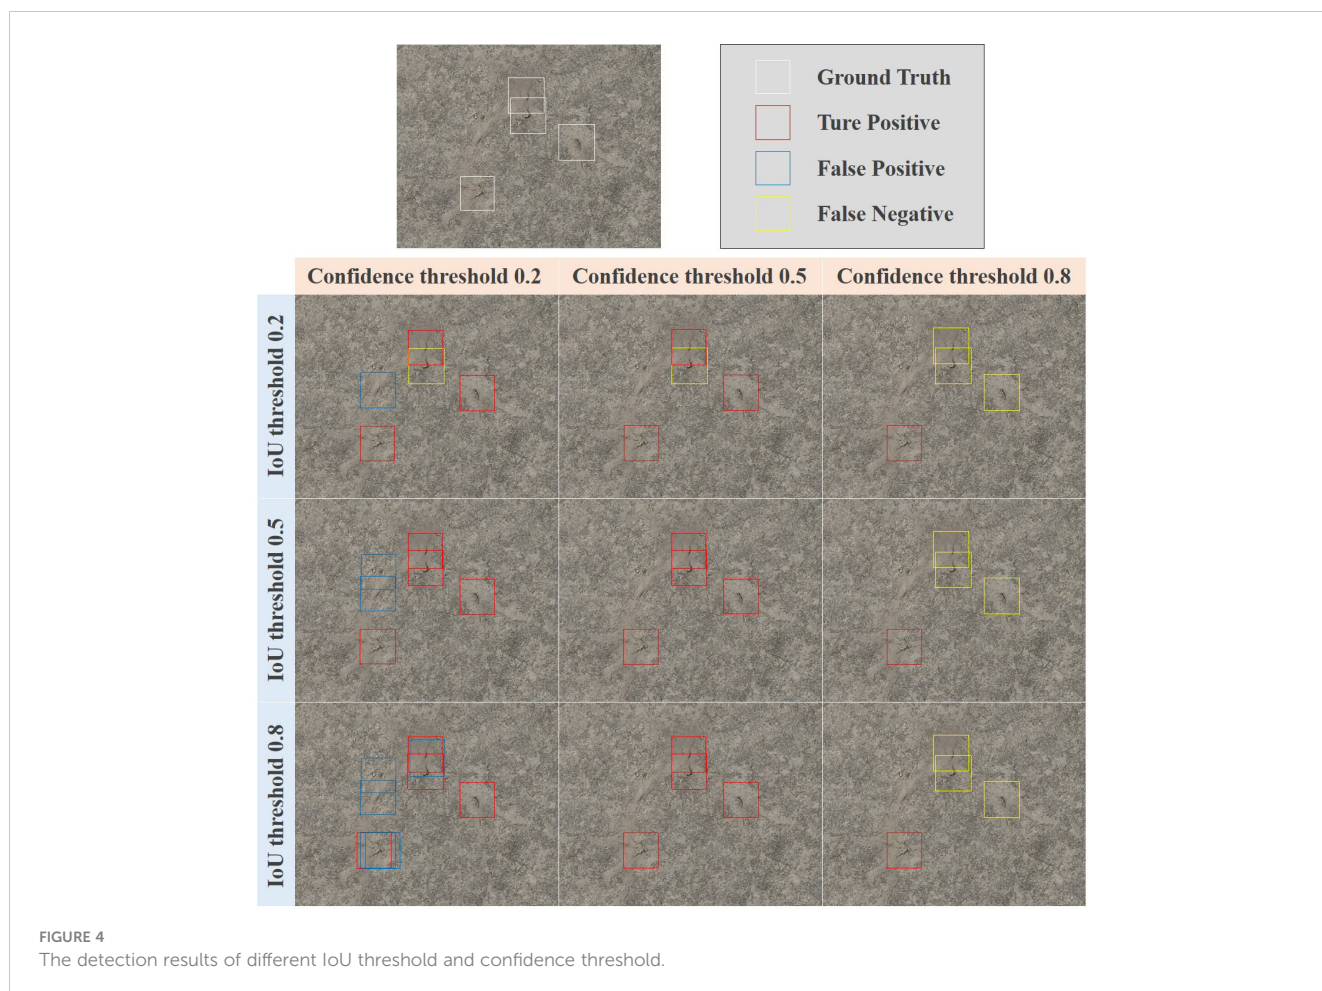 Ground Truth
Ture Positive
False Positive
False Negative
Confidence threshold 0.2
Confidence threshold 0.5
Confidence threshold 0.8
IoU threshold 0.2
IoU threshold 0.5
IoU threshold 0.8
FIGURE 4
The detection results of different IoU threshold and confidence threshold.